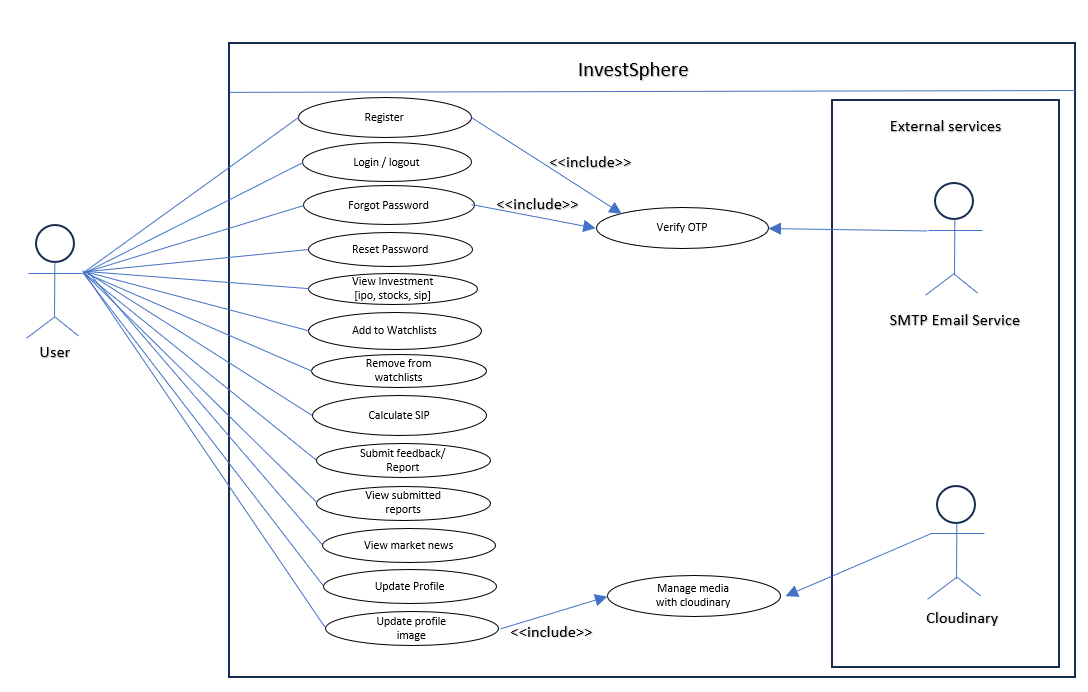 InvestSphere
Register
Login / logout
Forgot Password
Reset Password
View Investment
[ipo, stocks, sip]
Add to Watchlists
Remove from
watchlists
Calculate SIP
Submit feedback/
Report
View submitted
reports
View market news
Update Profile
Update profile
image
<<include>>
<<include>>
<<include>>
Verify OTP
Manage media
with cloudinary
External services
SMTP Email Service
Cloudinary
User